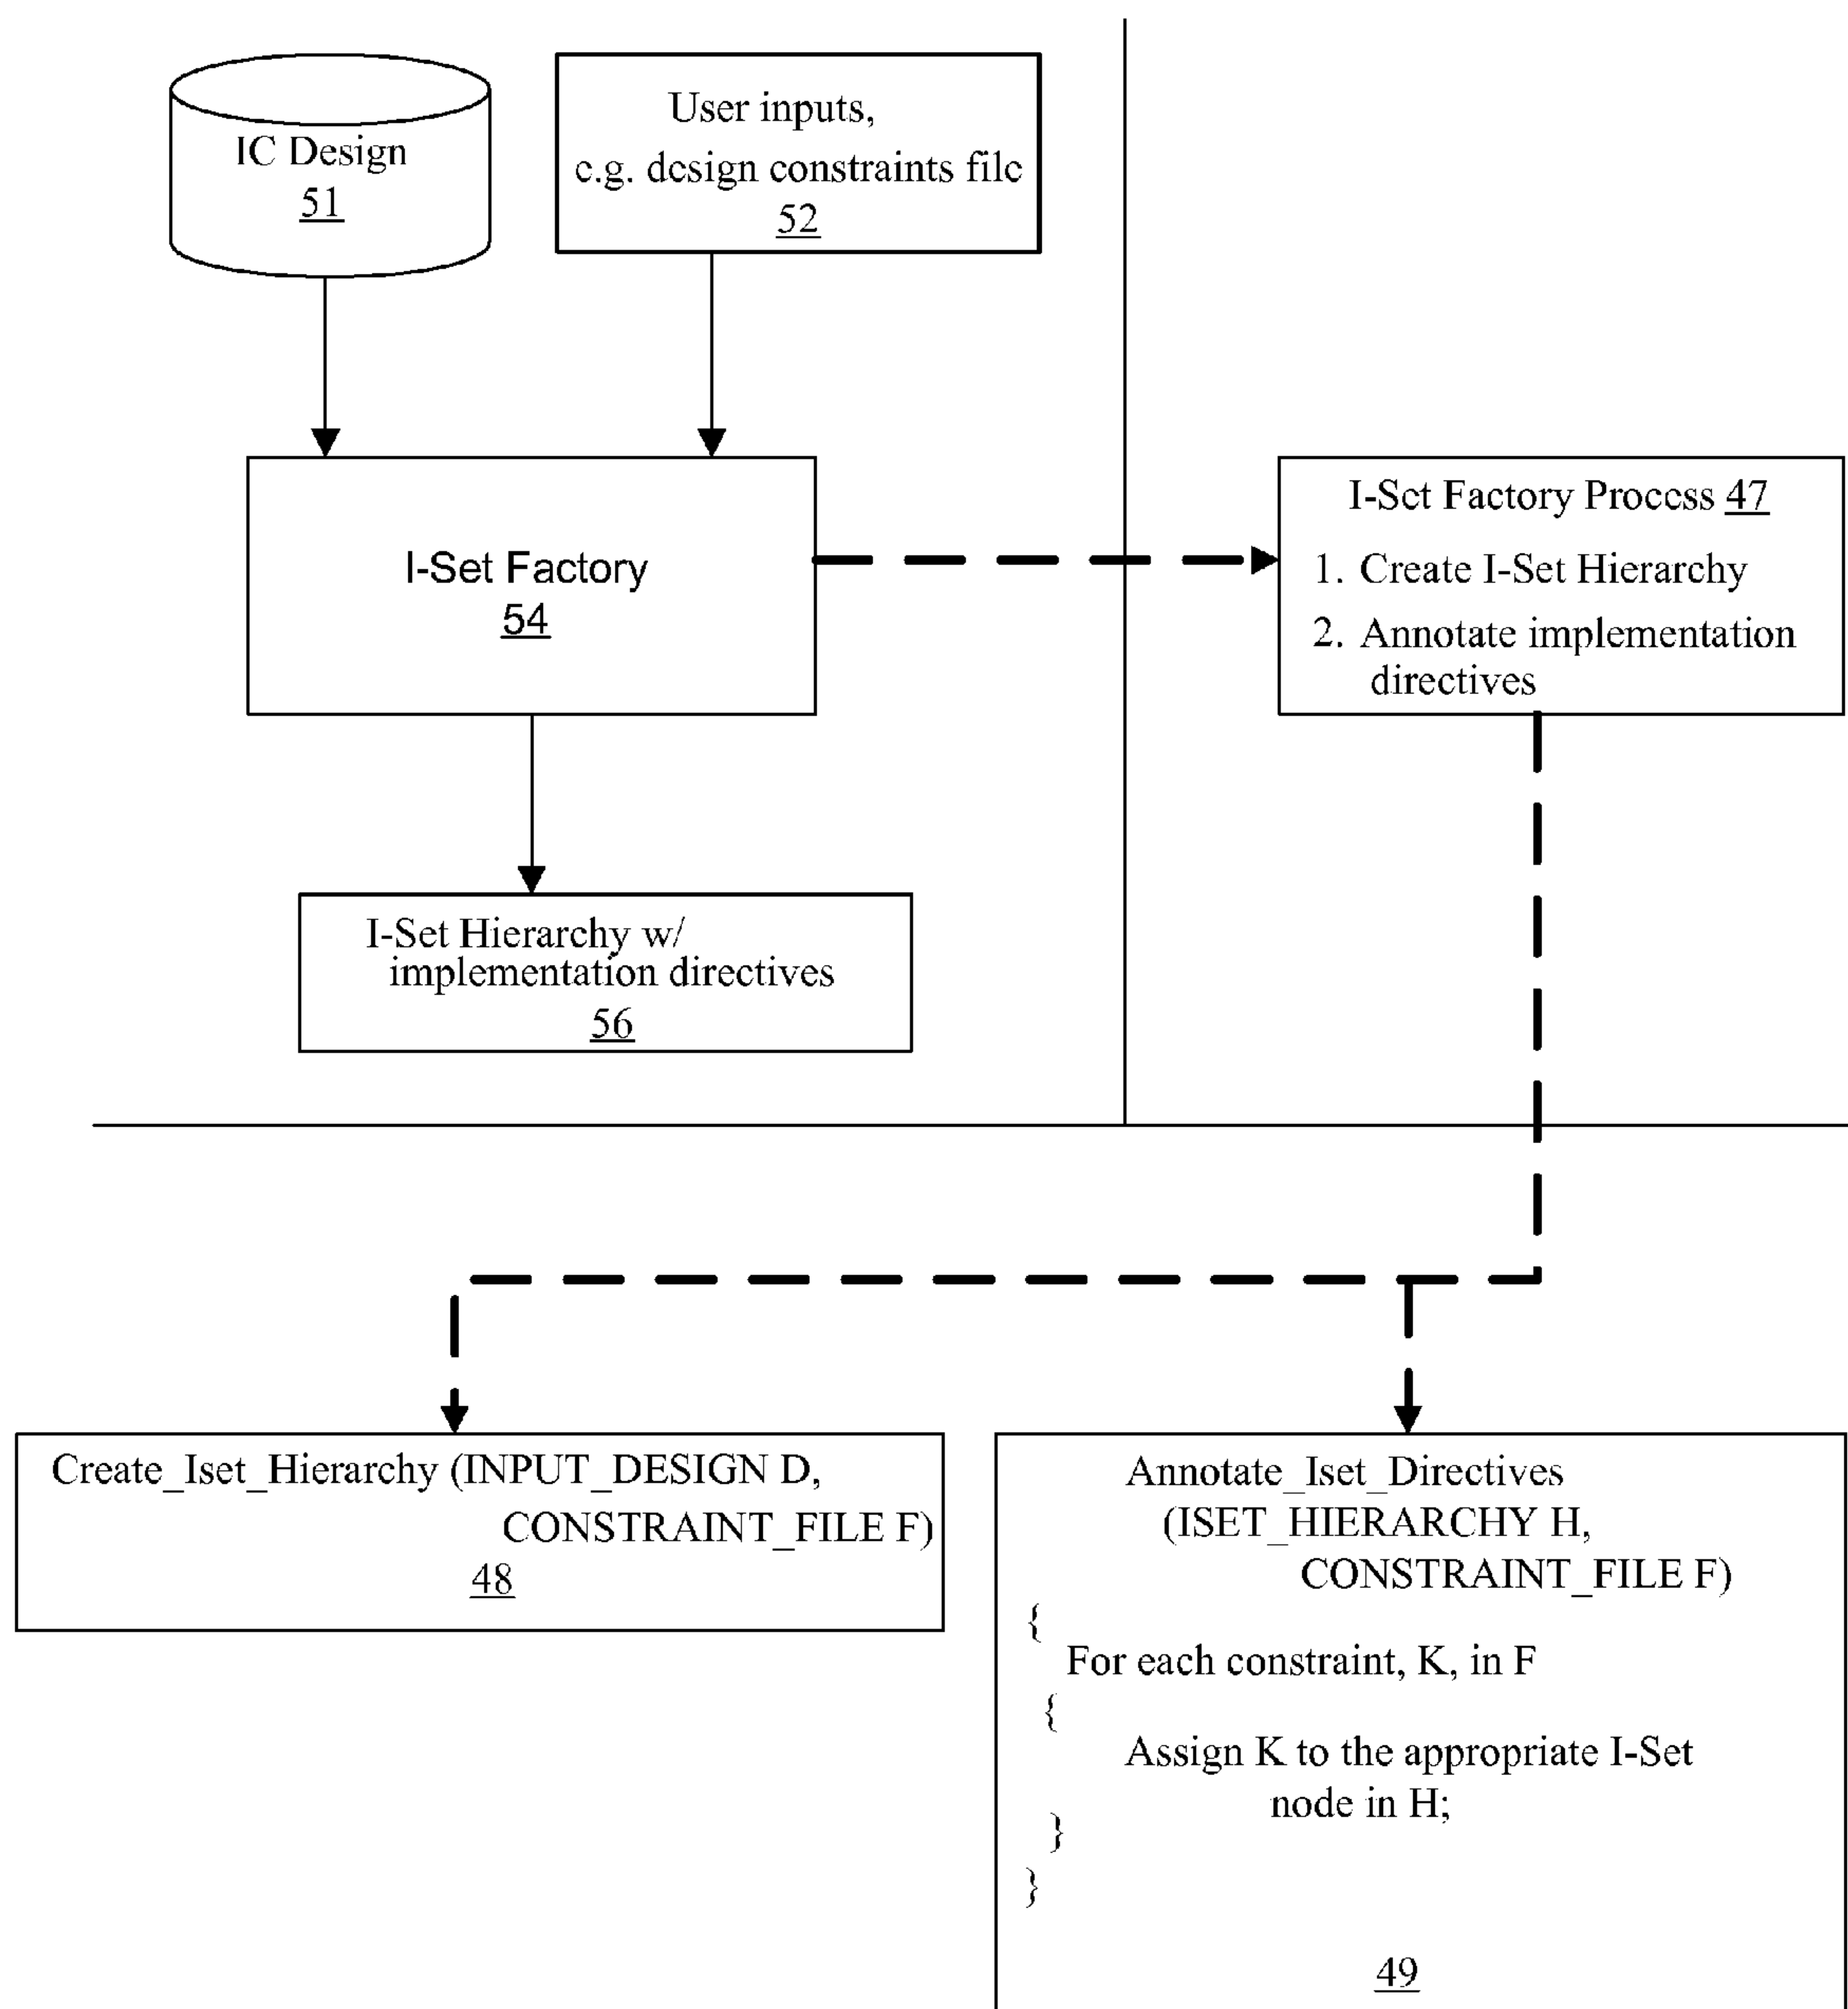 IC Design
51
User inputs,
e.g. design constraints file
52
I-Set Factory
54
I-Set Factory Process 47
1. Create I-Set Hierarchy
2. Annotate implementation
directives
I-Set Hierarchy w/
implementation directives
56
Create_Iset_Hierarchy (INPUT_DESIGN D,
CONSTRAINT_FILE F)
48
Annotate_Iset_Directives
(ISET_HIERARCHY H,
CONSTRAINT_FILE F)
{
For each constraint, K, in F
{
Assign K to the appropriate I-Set
node in H;
}
}
49